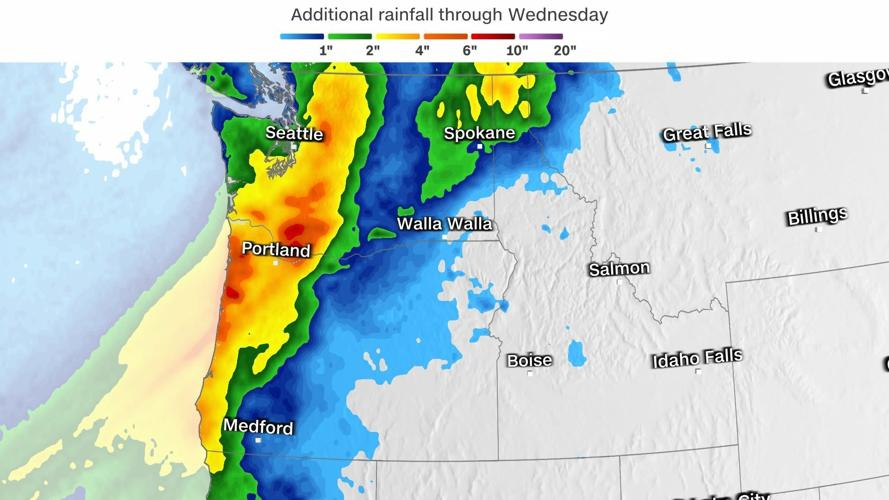 Additional rainfall through Wednesday
1" 2" 4" 6" 10" 20"
Seattle
Spokane
Great Falls
Walla Walla
Billings
Portland
Salmon
Boise
Idaho Falls
Medford
City